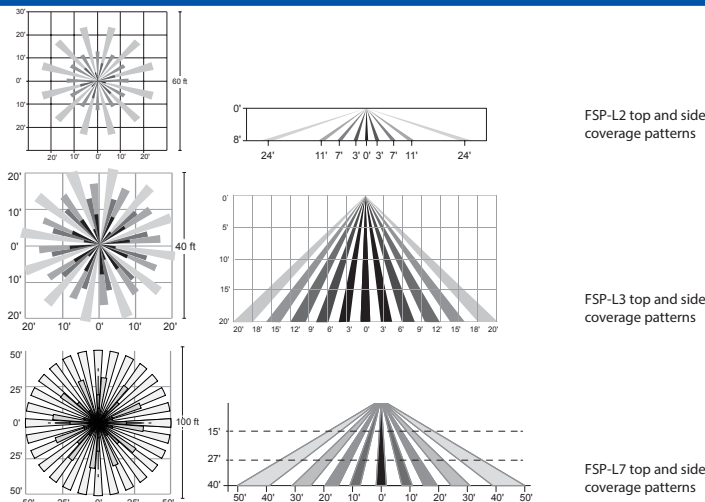 30'
20'
10'
0'
10'
20'
60 ft
20' 10' 0' 10' 20'
0'
8'
24' 11' 7' 3' 0' 3' 7' 11' 24'
FSP-L2 top and side
coverage patterns
20'
10'
0'
10'
20'
40 ft
20' 10' 0' 10' 20'
0'
5'
10'
15'
20'
20' 18' 15' 12' 9' 6' 3' 0' 3' 6' 9' 12' 15' 18' 20'
FSP-L3 top and side
coverage patterns
50'
25'
0'
25'
50'
100 ft
50' 25' 0' 25' 50'
15'
27'
40'
50' 40' 30' 20' 10' 0' 10' 20' 30' 40' 50'
FSP-L7 top and side
coverage patterns